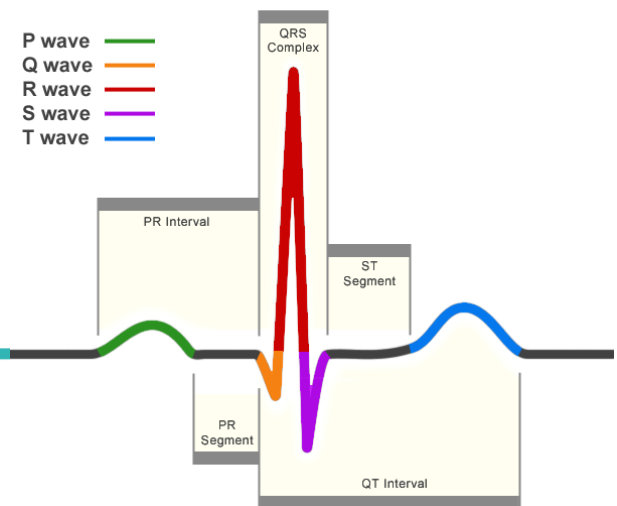 P wave
Q wave
R wave
S wave
T wave
QRS
Complex
PR Interval
ST
Segment
PR
Segment
QT Interval